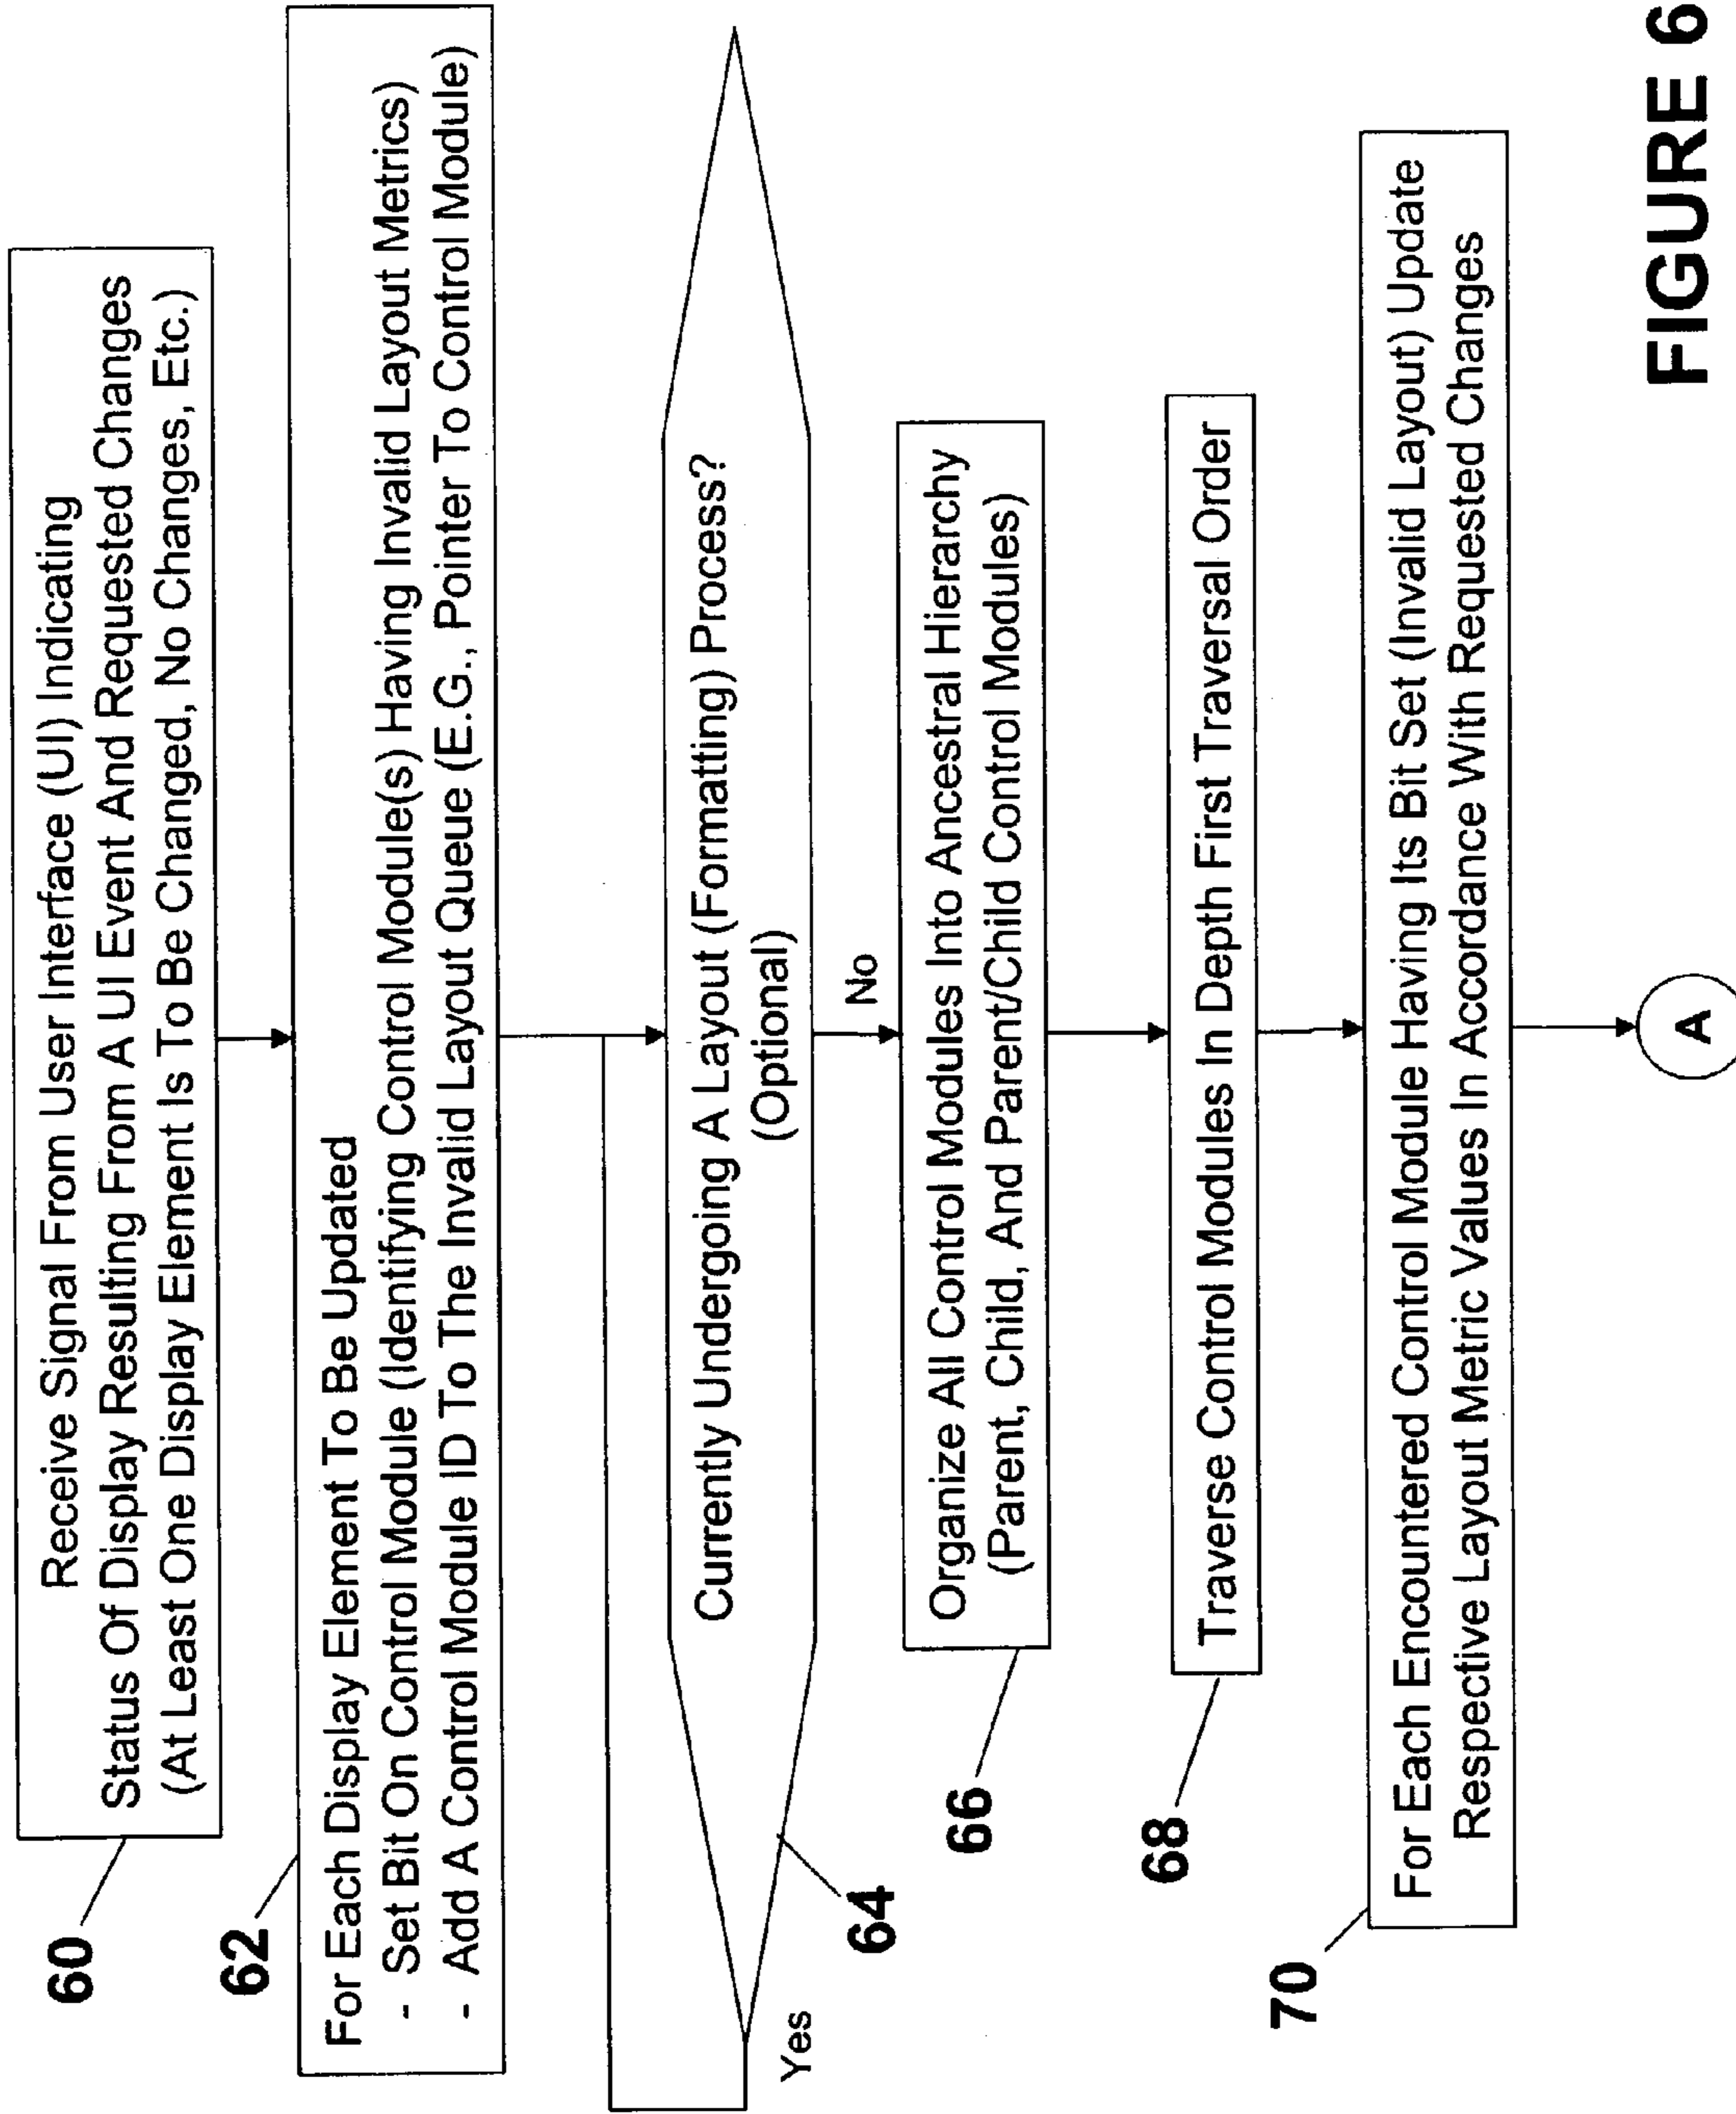 60
Receive Signal From User Interface (UI) Indicating
Status Of Display Resulting From A UI Event And Requested Changes
(At Least One Display Element Is To Be Changed, No Changes, Etc.)
62
For Each Display Element To Be Updated
- Set Bit On Control Module (Identifying Control Module(s) Having Invalid Layout Metrics)
- Add A Control Module ID To The Invalid Layout Queue (E.G., Pointer To Control Module)
Currently Undergoing A Layout (Formatting) Process?
(Optional)
Yes
64
No
66
Organize All Control Modules Into Ancestral Hierarchy
(Parent, Child, And Parent/Child Control Modules)
68
Traverse Control Modules In Depth First Traversal Order
70
For Each Encountered Control Module Having Its Bit Set (Invalid Layout) Update
Respective Layout Metric Values In Accordance With Requested Changes
A
FIGURE 6